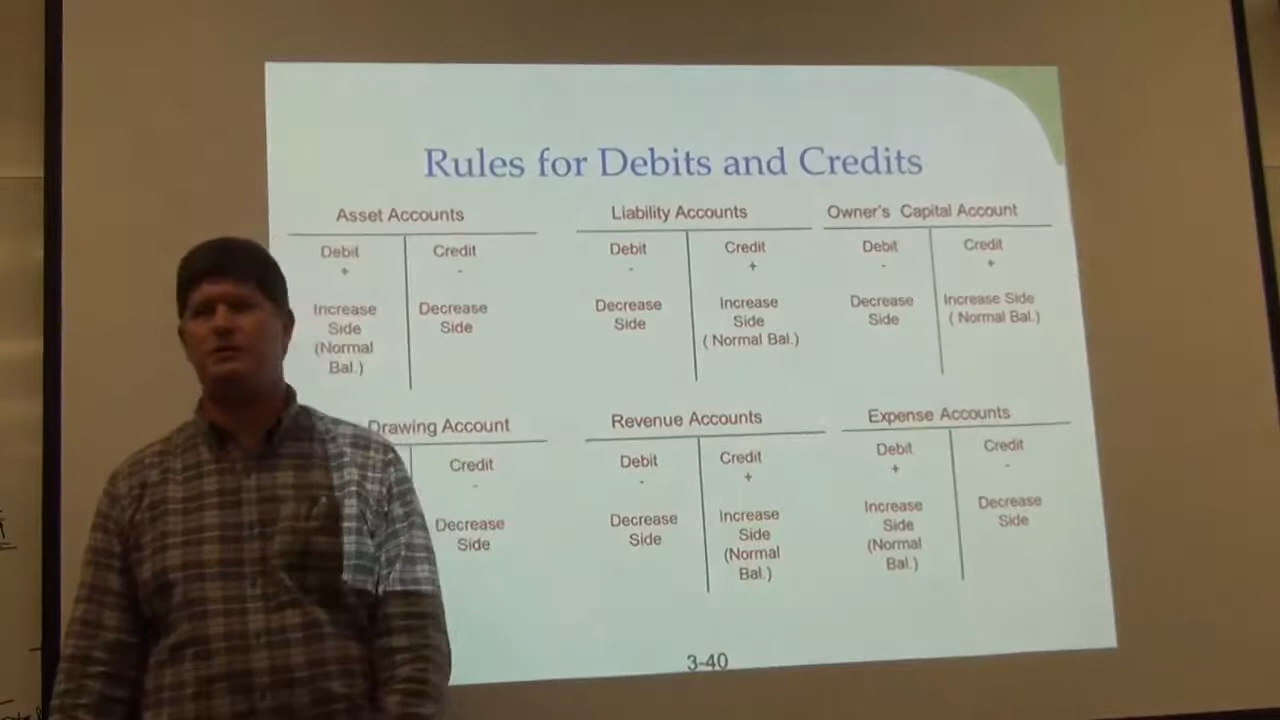 Rules for Debits and Credits
Asset Accounts
Debit
+
Increase
Side
(Normal
Bal.)
Credit
-
Decrease
Side
Liability Accounts
Debit
-
Decrease
Side
Credit
+
Increase
Side
( Normal Bal.)
Owner's Capital Account
Debit
-
Decrease
Side
Credit
+
Increase Side
( Normal Bal.)
Drawing Account
Credit
-
Decrease
Side
Revenue Accounts
Debit
-
Decrease
Side
Credit
+
Increase
Side
(Normal
Bal.)
Expense Accounts
Debit
+
Increase
Side
(Normal
Bal.)
Credit
-
Decrease
Side
3-40